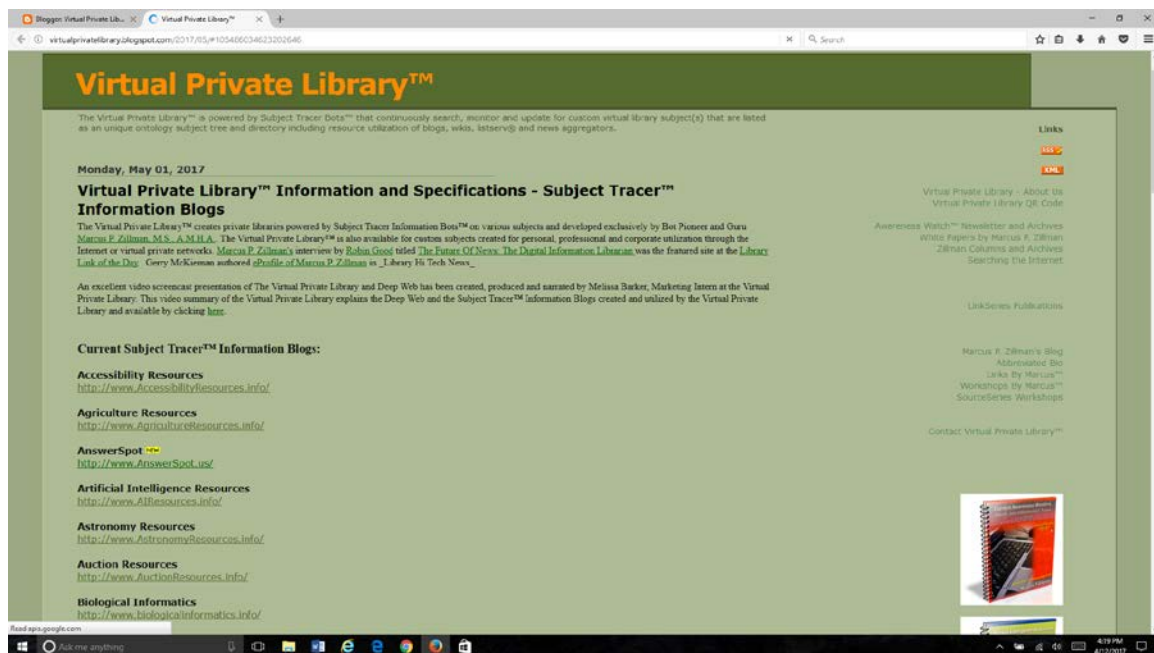 Blogger: Virtual Private Lib...
Virtual Private Library™
virtualprivatelibrary.blogspot.com/2017/05/#105486034623202646
Search
Virtual Private Library™
The Virtual Private Library™ is powered by Subject Tracer Bots™ that continuously search, monitor and update for custom virtual library subject(s) that are listed
as an unique ontology subject tree and directory including resource utilization of blogs, wikis, listserv® and news aggregators.
Monday, May 01, 2017
Virtual Private Library™ Information and Specifications - Subject Tracer™
Information Blogs
The Virtual Private Library™ creates private libraries powered by Subject Tracer Information Bots™ on various subjects and developed exclusively by Bot Pioneer and Guru
Marcus P. Zillman, M.S., A.M.H.A.. The Virtual Private Library™ is also available for custom subjects created for personal, professional and corporate utilization through the
Internet or virtual private networks. Marcus P. Zillman's interview by Robin Good titled The Future Of News: The Digital Information Librarian was the featured site at the Library
Link of the Day. Gerry McKiernan authored eProfile of Marcus P. Zillman in _Library Hi Tech News_
An excellent video screencast presentation of The Virtual Private Library and Deep Web has been created, produced and narrated by Melissa Barker, Marketing Intern at the Virtual
Private Library. This video summary of the Virtual Private Library explains the Deep Web and the Subject Tracer™ Information Blogs created and utilized by the Virtual Private
Library and available by clicking here.
Current Subject Tracer™ Information Blogs:
Accessibility Resources
http://www.AccessibilityResources.info/
Agriculture Resources
http://www.AgricultureResources.info/
AnswerSpot NEW
http://www.AnswerSpot.us/
Artificial Intelligence Resources
http://www.AIResources.info/
Astronomy Resources
http://www.AstronomyResources.info/
Auction Resources
http://www.AuctionResources.info/
Biological Informatics
http://www.biologicalinformatics.info/
Links
RSS
XML
Virtual Private Library - About Us
Virtual Private Library QR Code
Awareness Watch™ Newsletter and Archives
White Papers by Marcus P. Zillman
Zillman Columns and Archives
Searching the Internet
LinkSeries Publications
Marcus P. Zillman's Blog
Abbreviated Bio
Links By Marcus™
Workshops By Marcus™
SourceSeries Workshops
Contact Virtual Private Library™
Read apis.google.com
Ask me anything
4:19 PM
4/12/2017